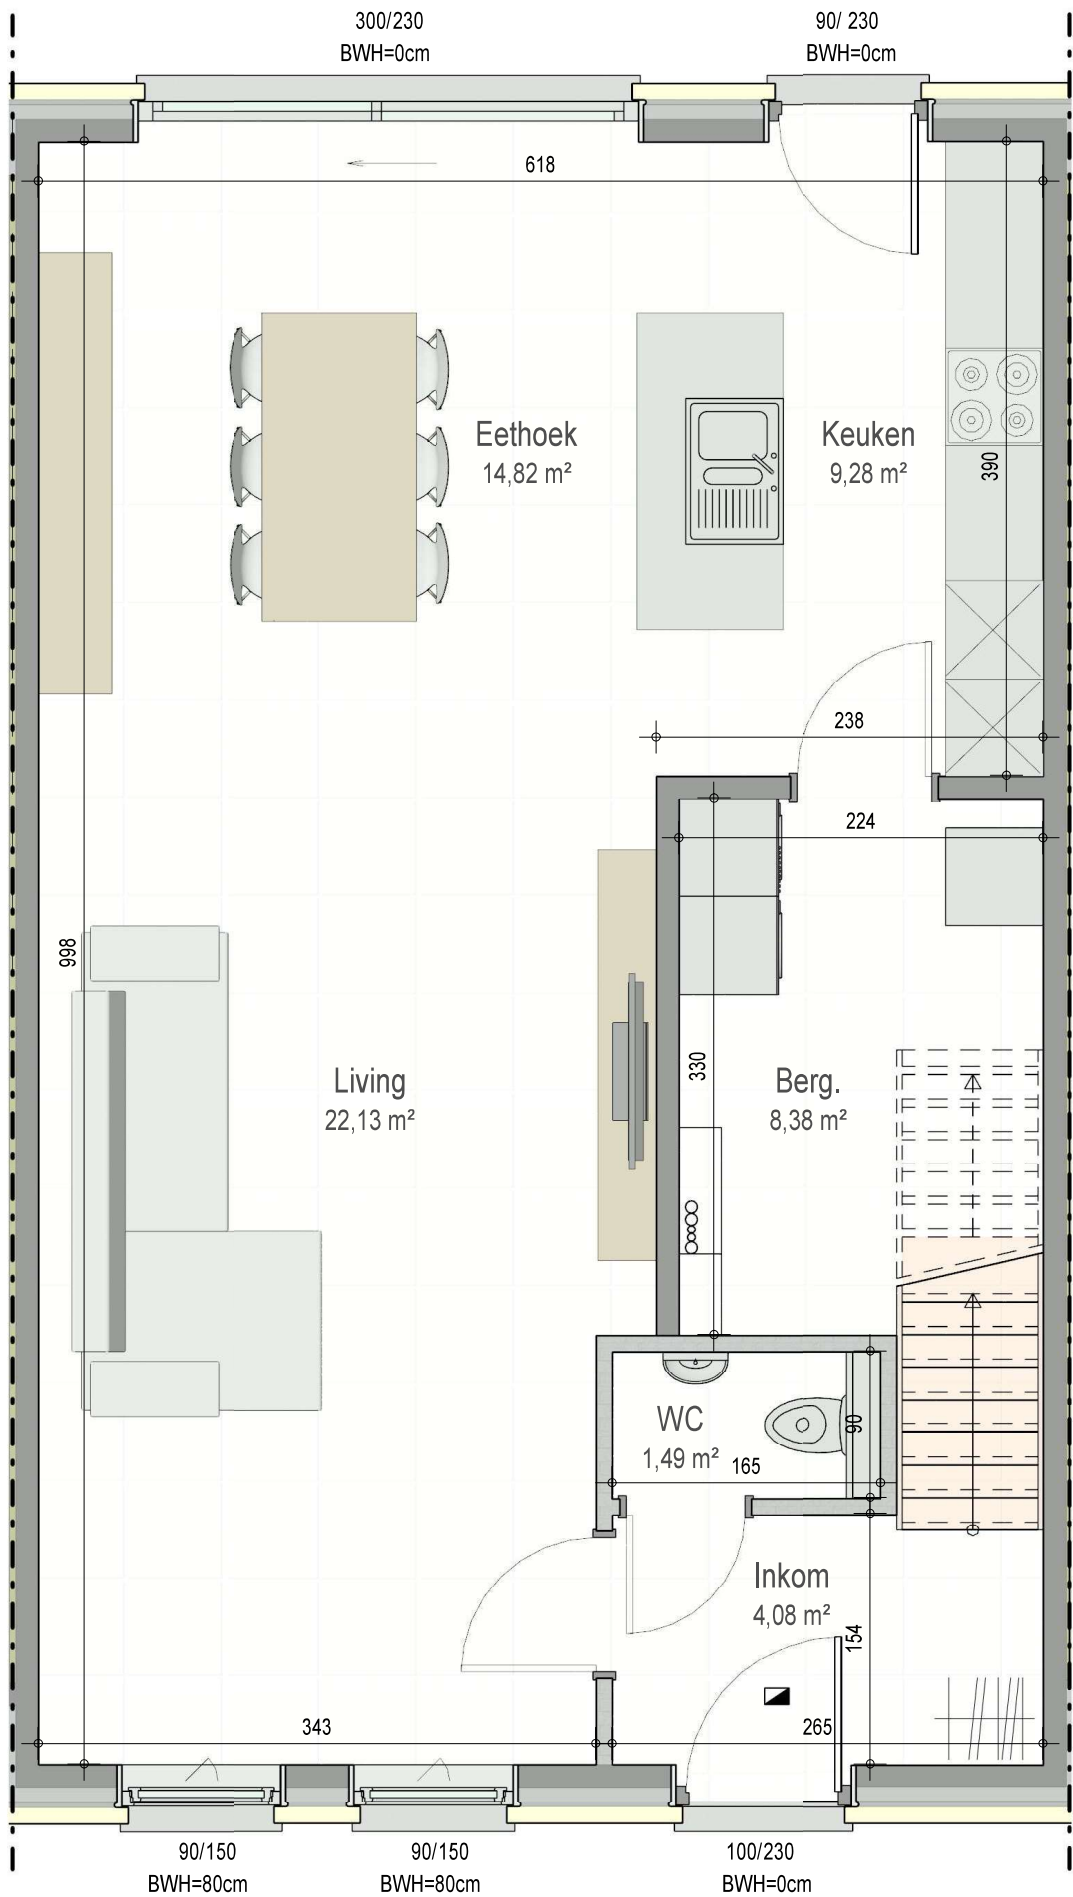 300/230
BWH=0cm
90/ 230
BWH=0cm
618
Eethoek
14,82 m²
Keuken
9,28 m²
390
238
224
998
330
Living
22,13 m²
Berg.
8,38 m²
WC
1,49 m²
90
165
Inkom
4,08 m²
154
343
265
90/150
BWH=80cm
90/150
BWH=80cm
100/230
BWH=0cm